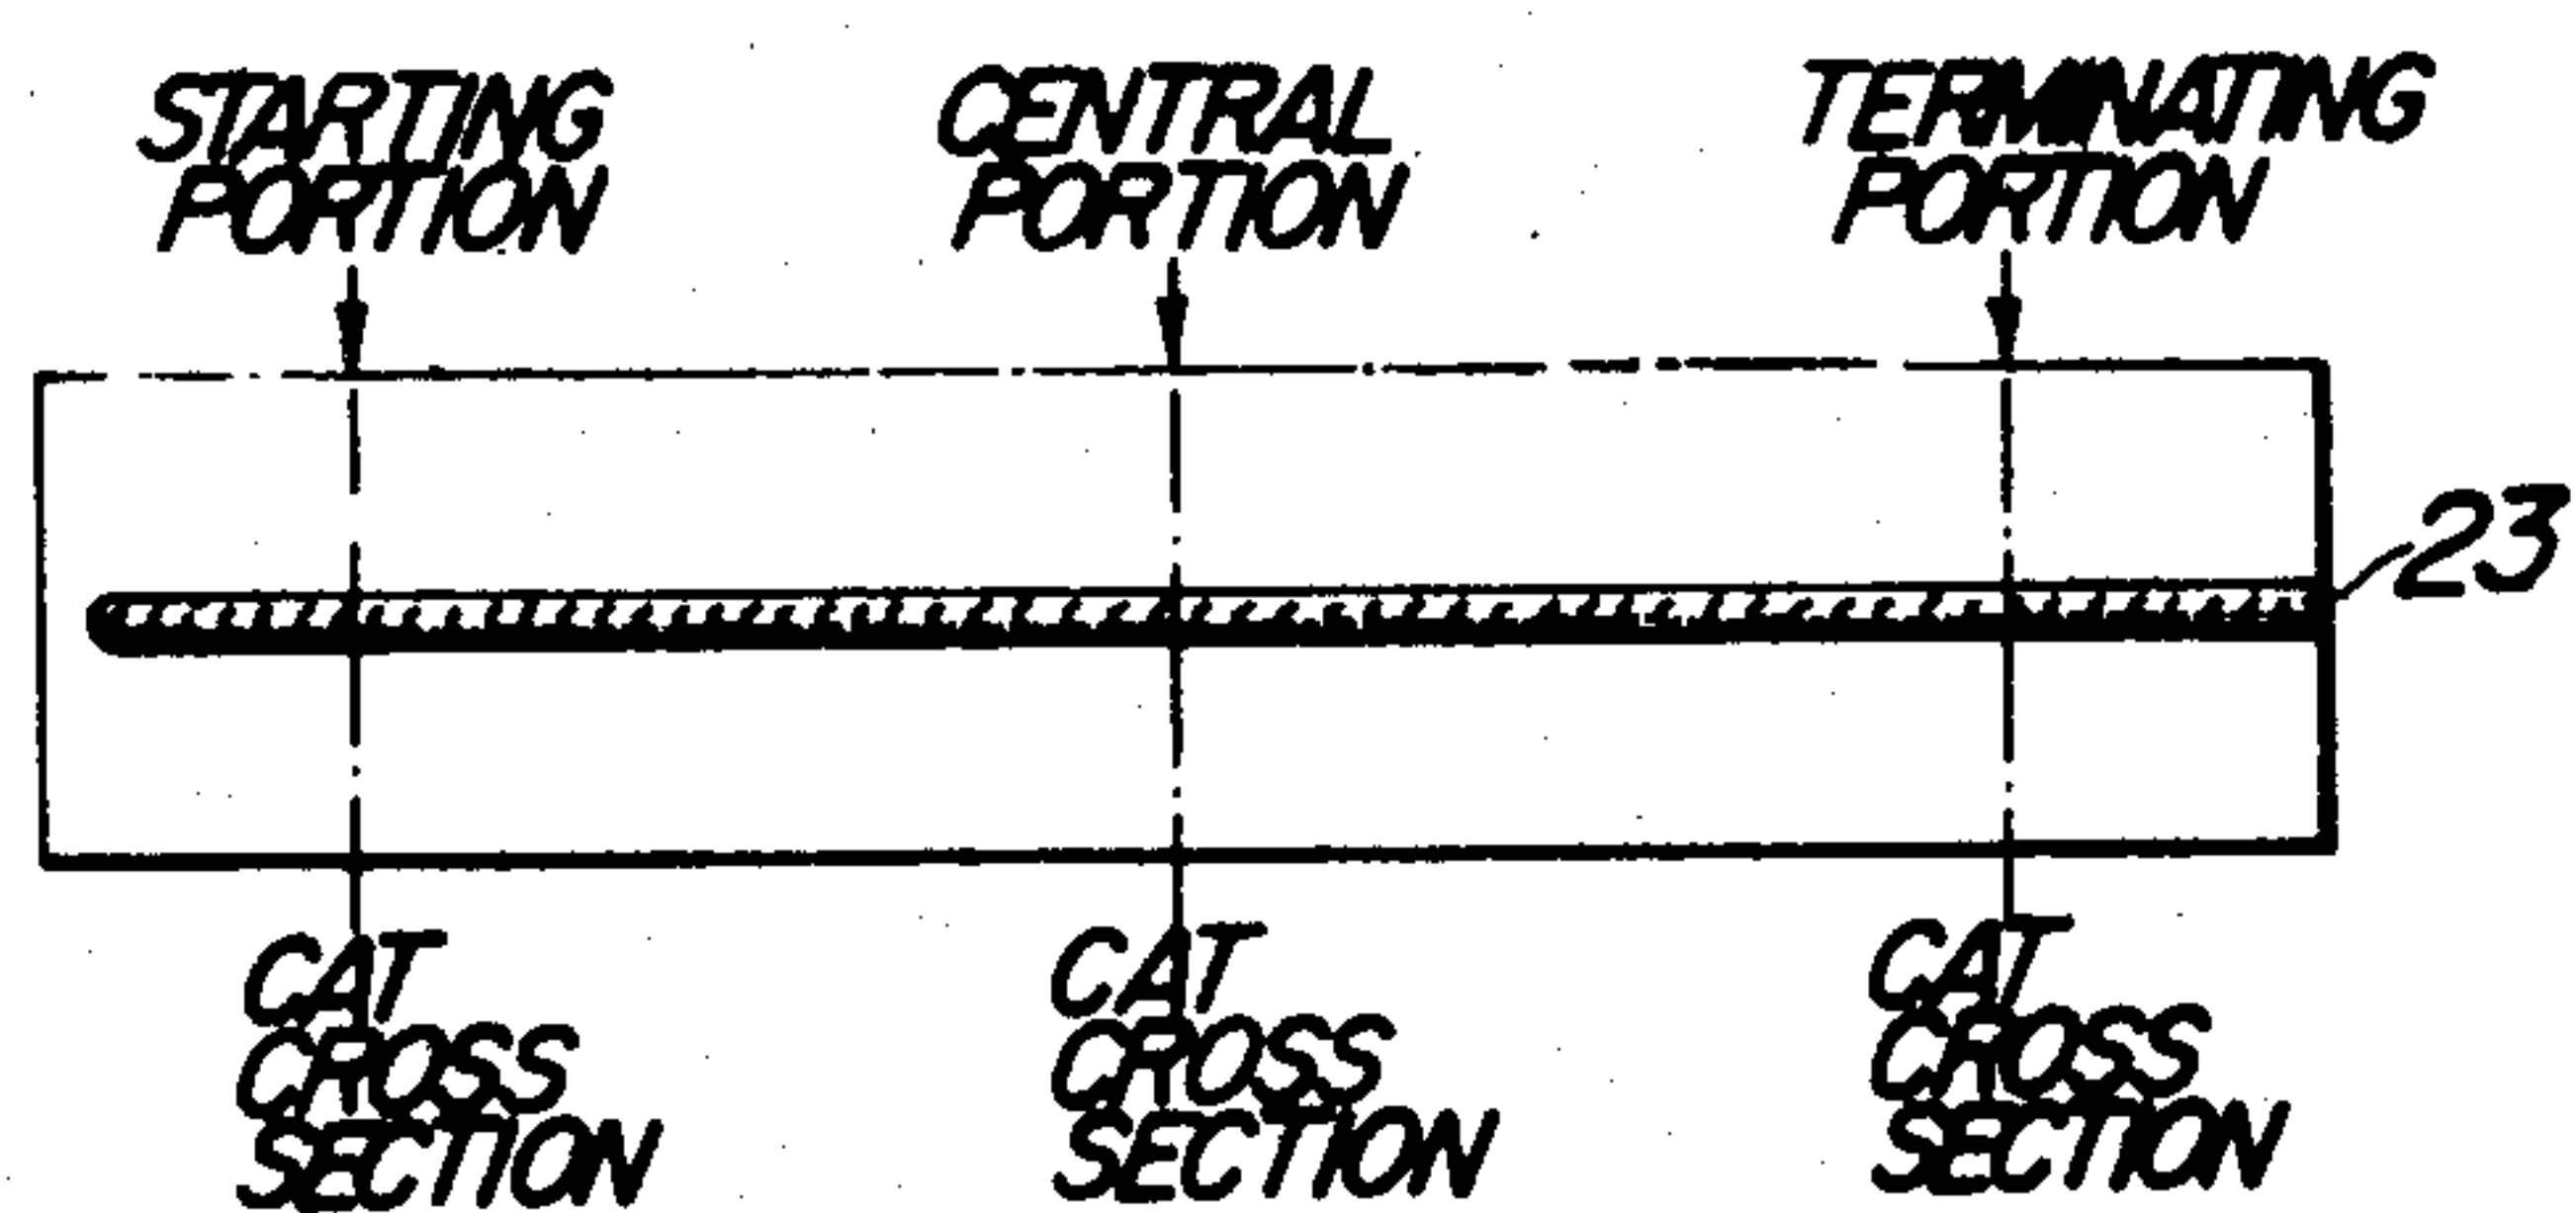 STARTING
PORTION
CENTRAL
PORTION
TERMINATING
PORTION
23
CAT
CROSS
SECTION
CAT
CROSS
SECTION
CAT
CROSS
SECTION